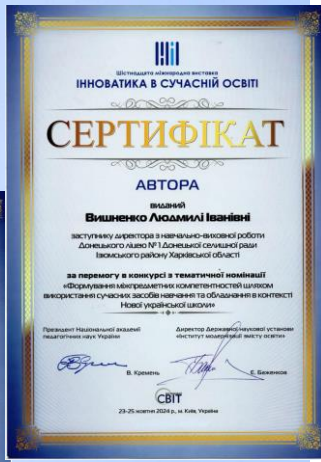 Шістнадцята міжнародна виставка
ІННОВАТИКА В СУЧАСНІЙ ОСВІТІ
СЕРТИФІКАТ
АВТОРА
виданий
Вишненко Людмилі Іванівні
заступнику директора з навчально-виховної роботи
Донецького ліцею №1 Донецької селищної ради
Ізюмського району Харківської області
за перемогу в конкурсі з тематичної номінації
«Формування міжпредметних компетентностей шляхом
використання сучасних засобів навчання та обладнання в контексті
Нової української школи»
Президент Національної академії
педагогічних наук України
В. Кремень
Директор Державної наукової установи
«Інститут модернізації змісту освіти»
Є. Баженков
СВІТ
23-25 жовтня 2024 р., м. Київ, Україна